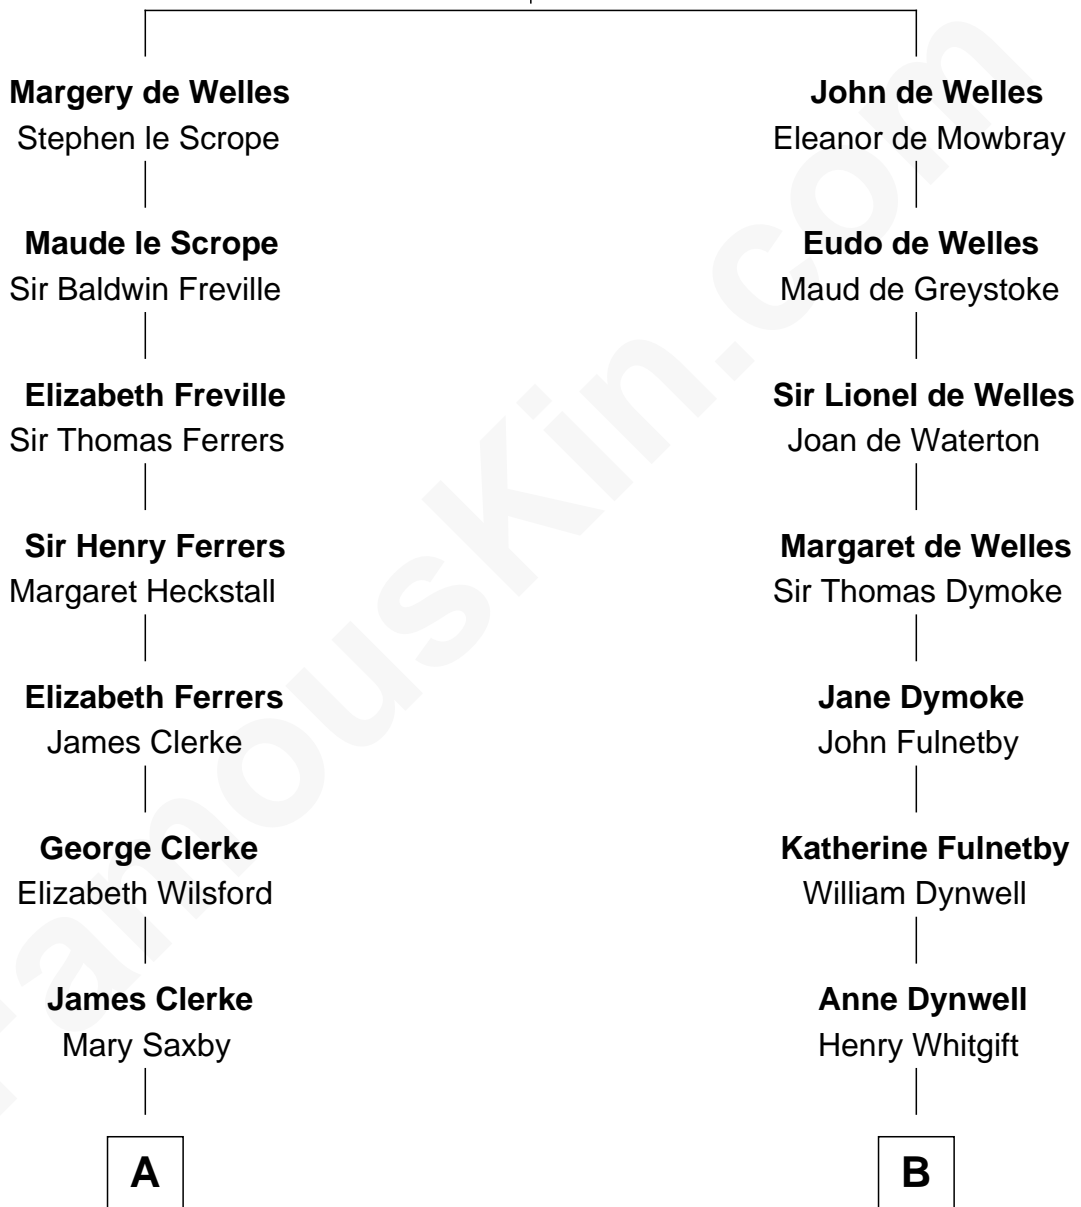 Margery de Welles
Stephen le Scrope
Maude le Scrope
Sir Baldwin Freville
Elizabeth Freville
Sir Thomas Ferrers
Sir Henry Ferrers
Margaret Heckstall
Elizabeth Ferrers
James Clerke
George Clerke
Elizabeth Wilsford
James Clerke
Mary Saxby
A
John de Welles
Eleanor de Mowbray
Eudo de Welles
Maud de Greystoke
Sir Lionel de Welles
Joan de Waterton
Margaret de Welles
Sir Thomas Dymoke
Jane Dymoke
John Fulnetby
Katherine Fulnetby
William Dynwell
Anne Dynwell
Henry Whitgift
B
FamousKin.com